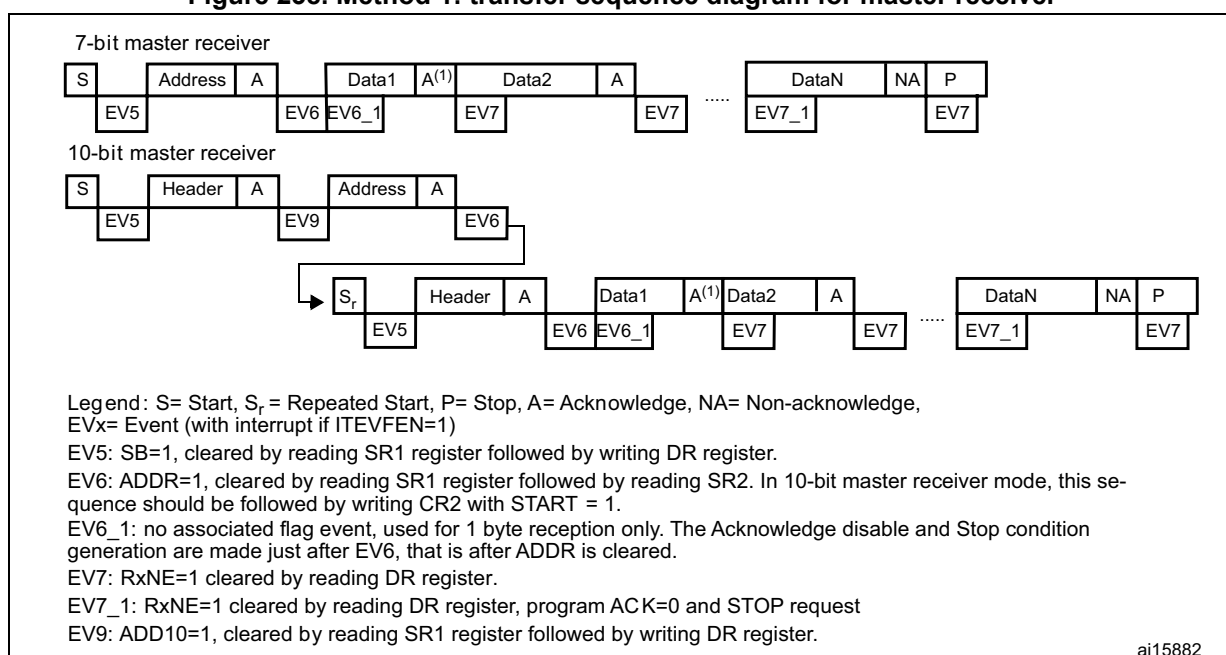 Figure 233. Method 1: transfer sequence diagram for master receiver
7-bit master receiver
S Address A Data1 A(1) Data2 A ..... DataN NA P
EV5 EV6 EV6_1 EV7 EV7 EV7_1 EV7
10-bit master receiver
S Header A Address A
EV5 EV9 EV6
Sr Header A Data1 A(1) Data2 A ..... DataN NA P
EV5 EV6 EV6_1 EV7 EV7 EV7_1 EV7
Legend: S= Start, Sr = Repeated Start, P= Stop, A= Acknowledge, NA= Non-acknowledge,
EVx= Event (with interrupt if ITEVFEN=1)
EV5: SB=1, cleared by reading SR1 register followed by writing DR register.
EV6: ADDR=1, cleared by reading SR1 register followed by reading SR2. In 10-bit master receiver mode, this se-
quence should be followed by writing CR2 with START = 1.
EV6_1: no associated flag event, used for 1 byte reception only. The Acknowledge disable and Stop condition
generation are made just after EV6, that is after ADDR is cleared.
EV7: RxNE=1 cleared by reading DR register.
EV7_1: RxNE=1 cleared by reading DR register, program ACK=0 and STOP request
EV9: ADD10=1, cleared by reading SR1 register followed by writing DR register.
ai15882